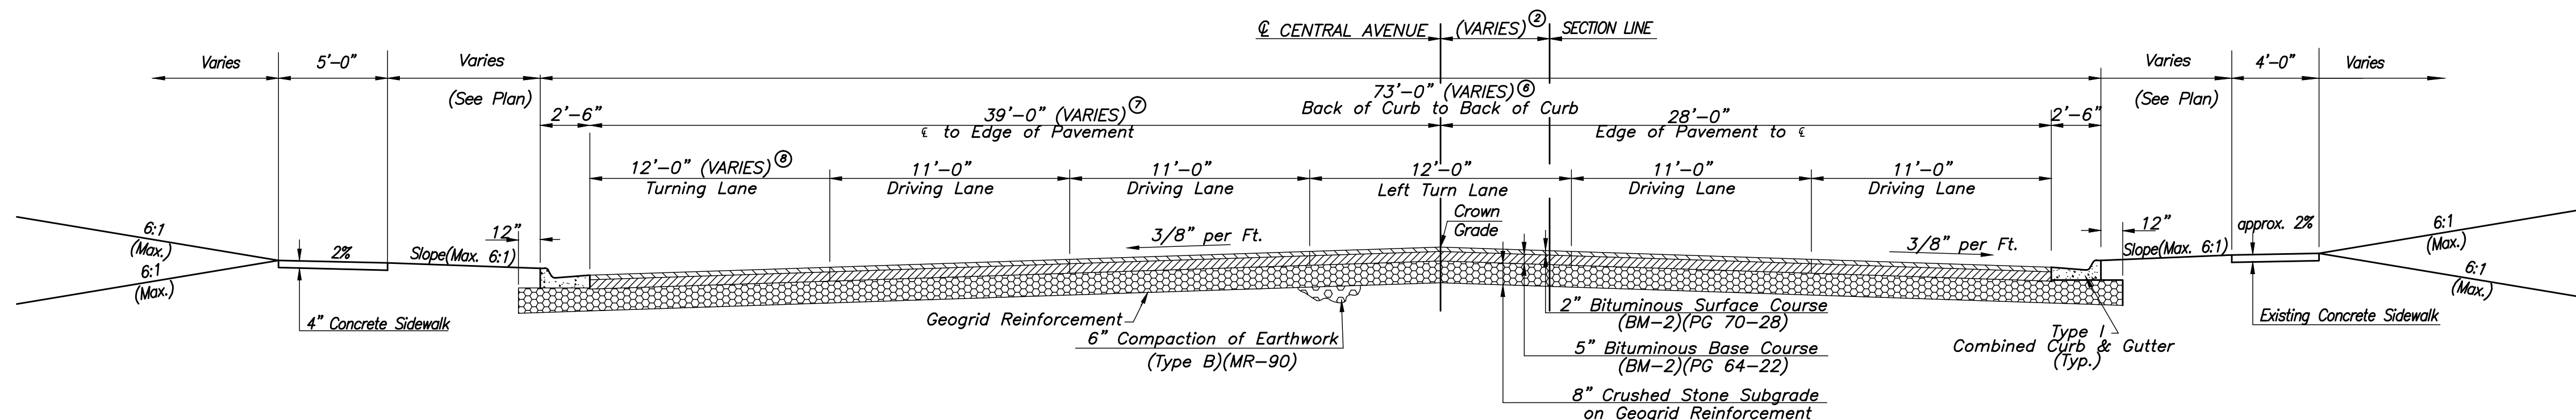 ℄ CENTRAL AVENUE (VARIES) ② SECTION LINE
Varies 5'-0" Varies Varies 4'-0" Varies
(See Plan) 73'-0" (VARIES) ⑥ (See Plan)
Back of Curb to Back of Curb
2'-6" 39'-0" (VARIES) ⑦ 28'-0" 2'-6"
℄ to Edge of Pavement Edge of Pavement to ℄
12'-0" (VARIES) ⑧ 11'-0" 11'-0" 12'-0" 11'-0" 11'-0"
Turning Lane Driving Lane Driving Lane Left Turn Lane Driving Lane Driving Lane
Crown
Grade
6:1
(Max.)
6:1
(Max.)
2%
Slope(Max. 6:1)
12"
3/8" per Ft.
3/8" per Ft.
12"
Slope(Max. 6:1)
approx. 2%
6:1
(Max.)
6:1
(Max.)
4" Concrete Sidewalk
Geogrid Reinforcement
6" Compaction of Earthwork
(Type B)(MR-90)
2" Bituminous Surface Course
(BM-2)(PG 70-28)
5" Bituminous Base Course
(BM-2)(PG 64-22)
8" Crushed Stone Subgrade
on Geogrid Reinforcement
Type I
Combined Curb & Gutter
(Typ.)
Existing Concrete Sidewalk